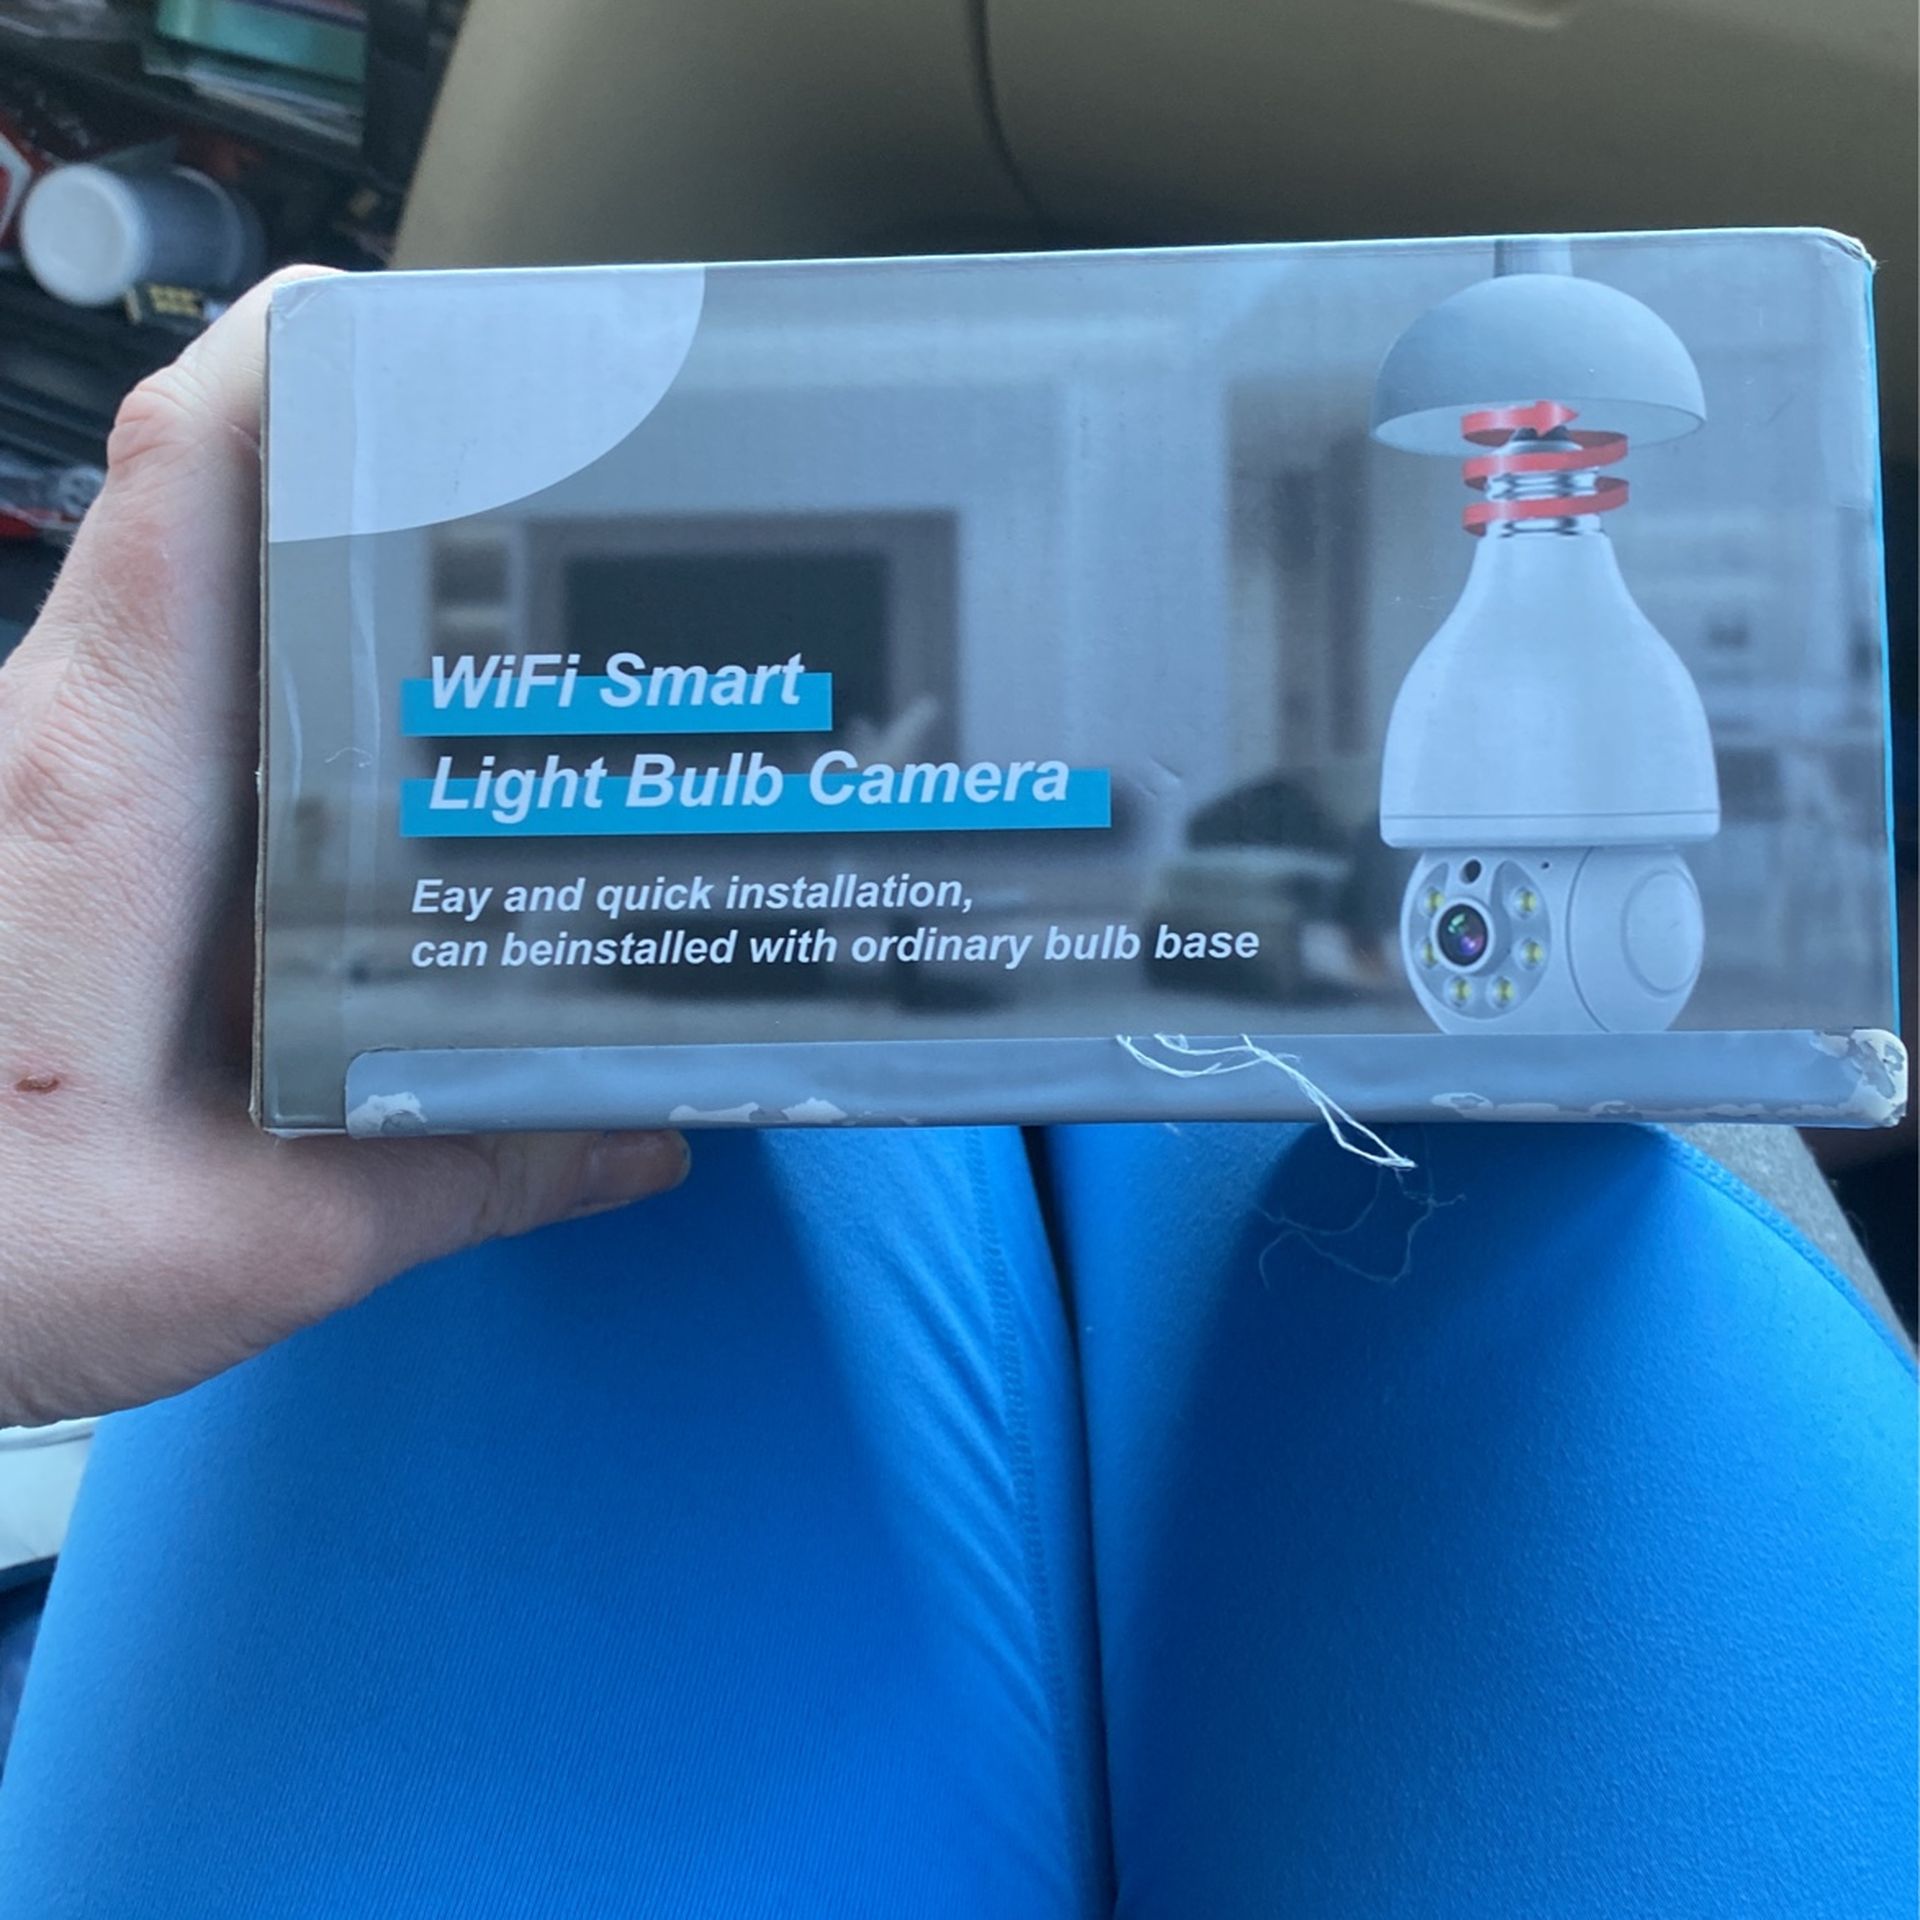 WiFi Smart
Light Bulb Camera
Eay and quick installation,
can beinstalled with ordinary bulb base